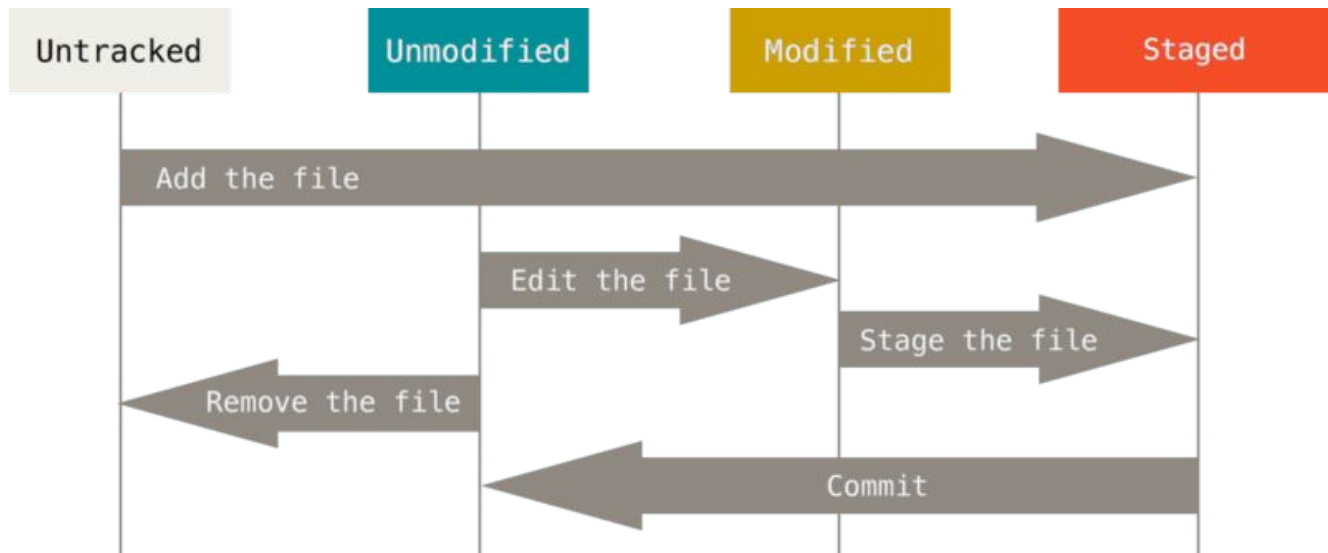 Untracked
Unmodified
Modified
Staged
Add the file
Edit the file
Stage the file
Remove the file
Commit